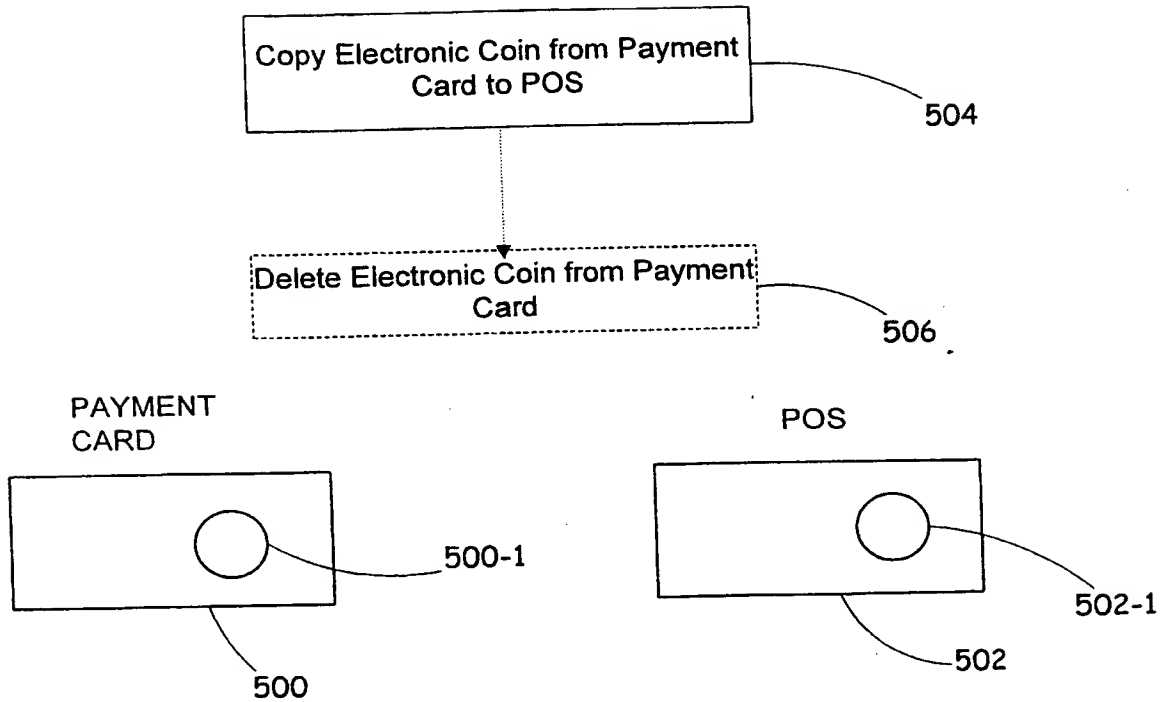 Copy Electronic Coin from Payment
Card to POS
504
Delete Electronic Coin from Payment
Card
506
PAYMENT
CARD
POS
500-1
502-1
500
502